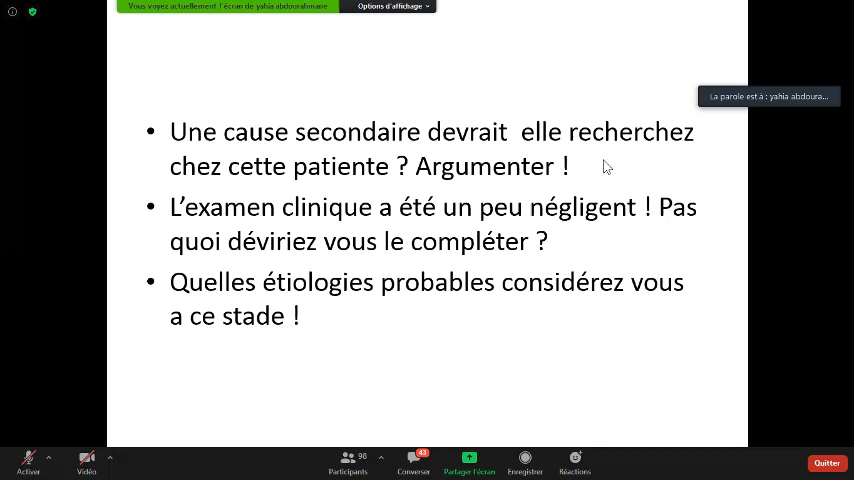 Vous voyez actuellement l'écran de yahia abdourahmane
Options d'affichage
La parole est à : yahia abdoura...
• Une cause secondaire devrait elle recherchez
chez cette patiente ? Argumenter !
• L'examen clinique a été un peu négligent ! Pas
quoi déviriez vous le compléter ?
• Quelles étiologies probables considérez vous
a ce stade !
Activer
Vidéo
98
Participants
43
Converser
Partager l'écran
Enregistrer
Réactions
Quitter